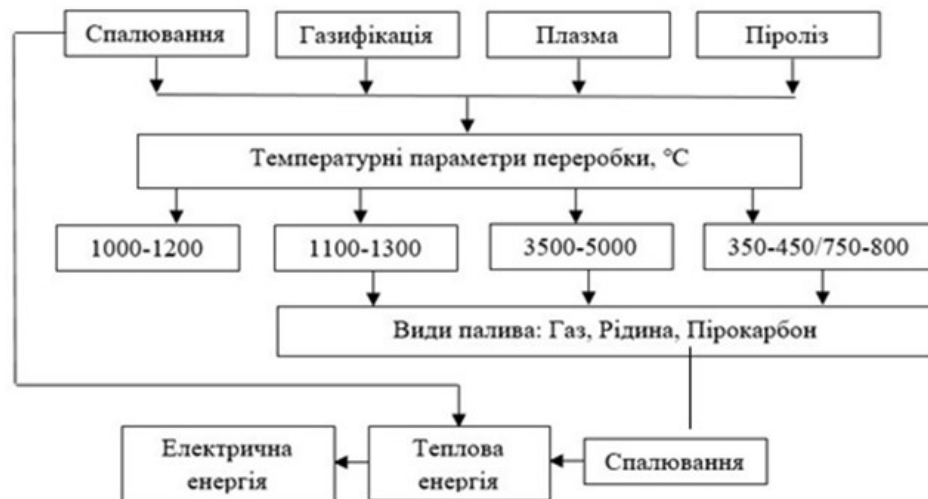 Спалювання
Газифікація
Плазма
Піроліз
Температурні параметри переробки, °С
1000-1200
1100-1300
3500-5000
350-450/750-800
Види палива: Газ, Рідина, Пірокарбон
Електрична
енергія
Теплова
енергія
Спалювання